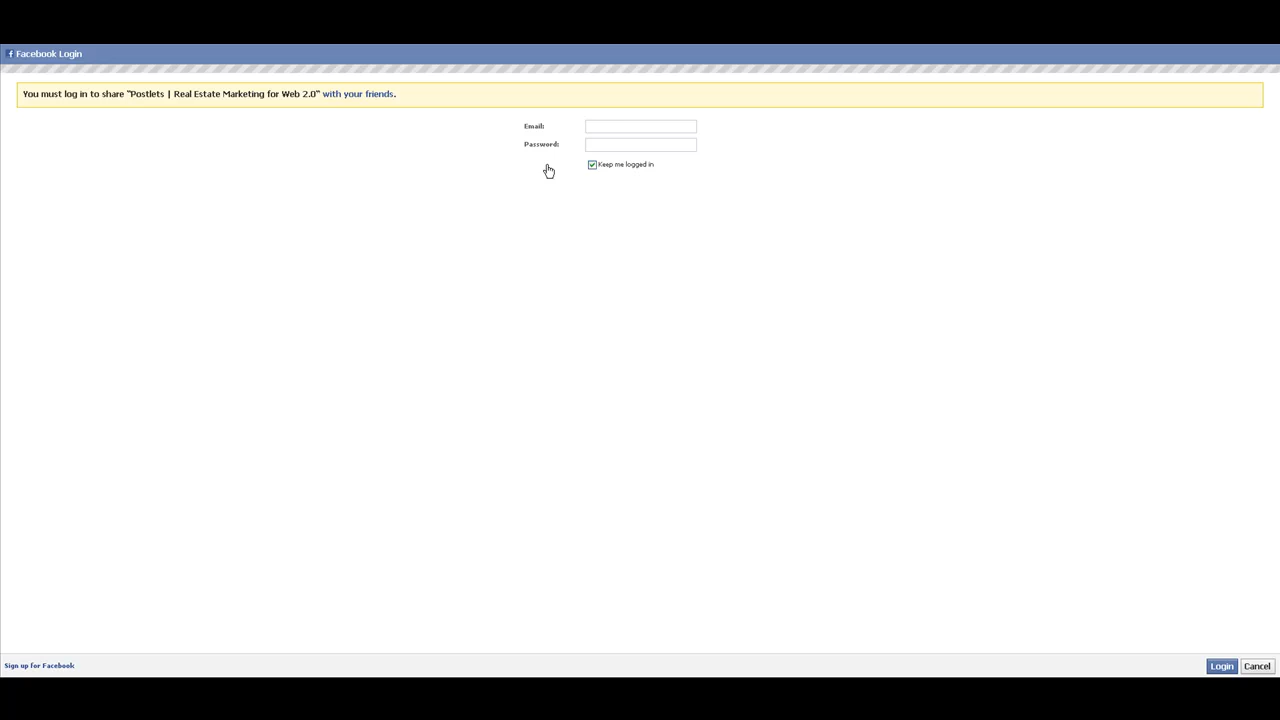 Facebook Login
You must log in to share "Postlets | Real Estate Marketing for Web 2.0" with your friends.
Email:
Password:
Keep me logged in
Sign up for Facebook
Login
Cancel